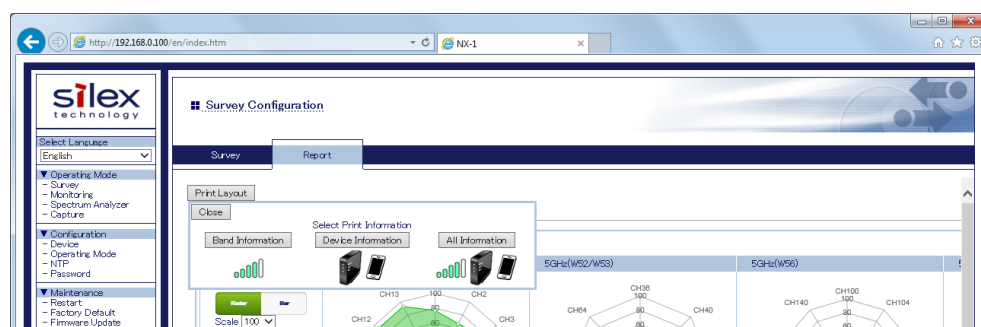 http://192.168.0.100/en/index.htm
NX-1
silex
technology
Select Language
English
▼ Operating Mode
- Survey
- Monitoring
- Spectrum Analyzer
- Capture
▼ Configuration
- Device
- Operating Mode
- NTP
- Password
▼ Maintenance
- Restart
- Factory Default
- Firmware Update
Survey Configuration
Survey Report
Print Layout
Close
Select Print Information
Band Information Device Information All Information
5GHz(W52/W53) 5GHz(W56) 5
Radar Bar
Scale 100
CH13 100 CH2
CH12 80 CH3
60
CH36
100
CH64 80 CH40
60
CH100
100
CH140 80 CH104
60